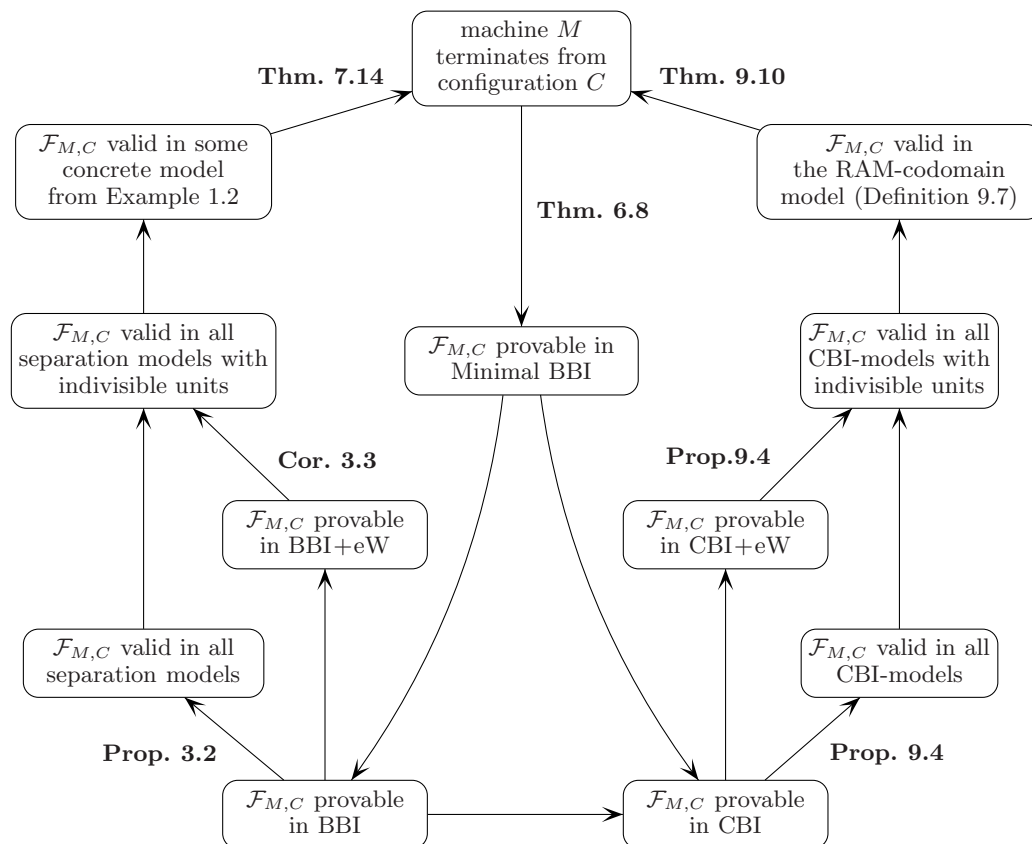 machine M
terminates from
configuration C
Thm. 7.14
Thm. 9.10
F_{M,C} valid in some
concrete model
from Example 1.2
F_{M,C} valid in
the RAM-codomain
model (Definition 9.7)
Thm. 6.8
F_{M,C} valid in all
separation models with
indivisible units
F_{M,C} provable in
Minimal BBI
F_{M,C} valid in all
CBI-models with
indivisible units
Cor. 3.3
Prop.9.4
F_{M,C} provable
in BBI+eW
F_{M,C} provable
in CBI+eW
F_{M,C} valid in all
separation models
F_{M,C} valid in all
CBI-models
Prop. 3.2
Prop. 9.4
F_{M,C} provable
in BBI
F_{M,C} provable
in CBI